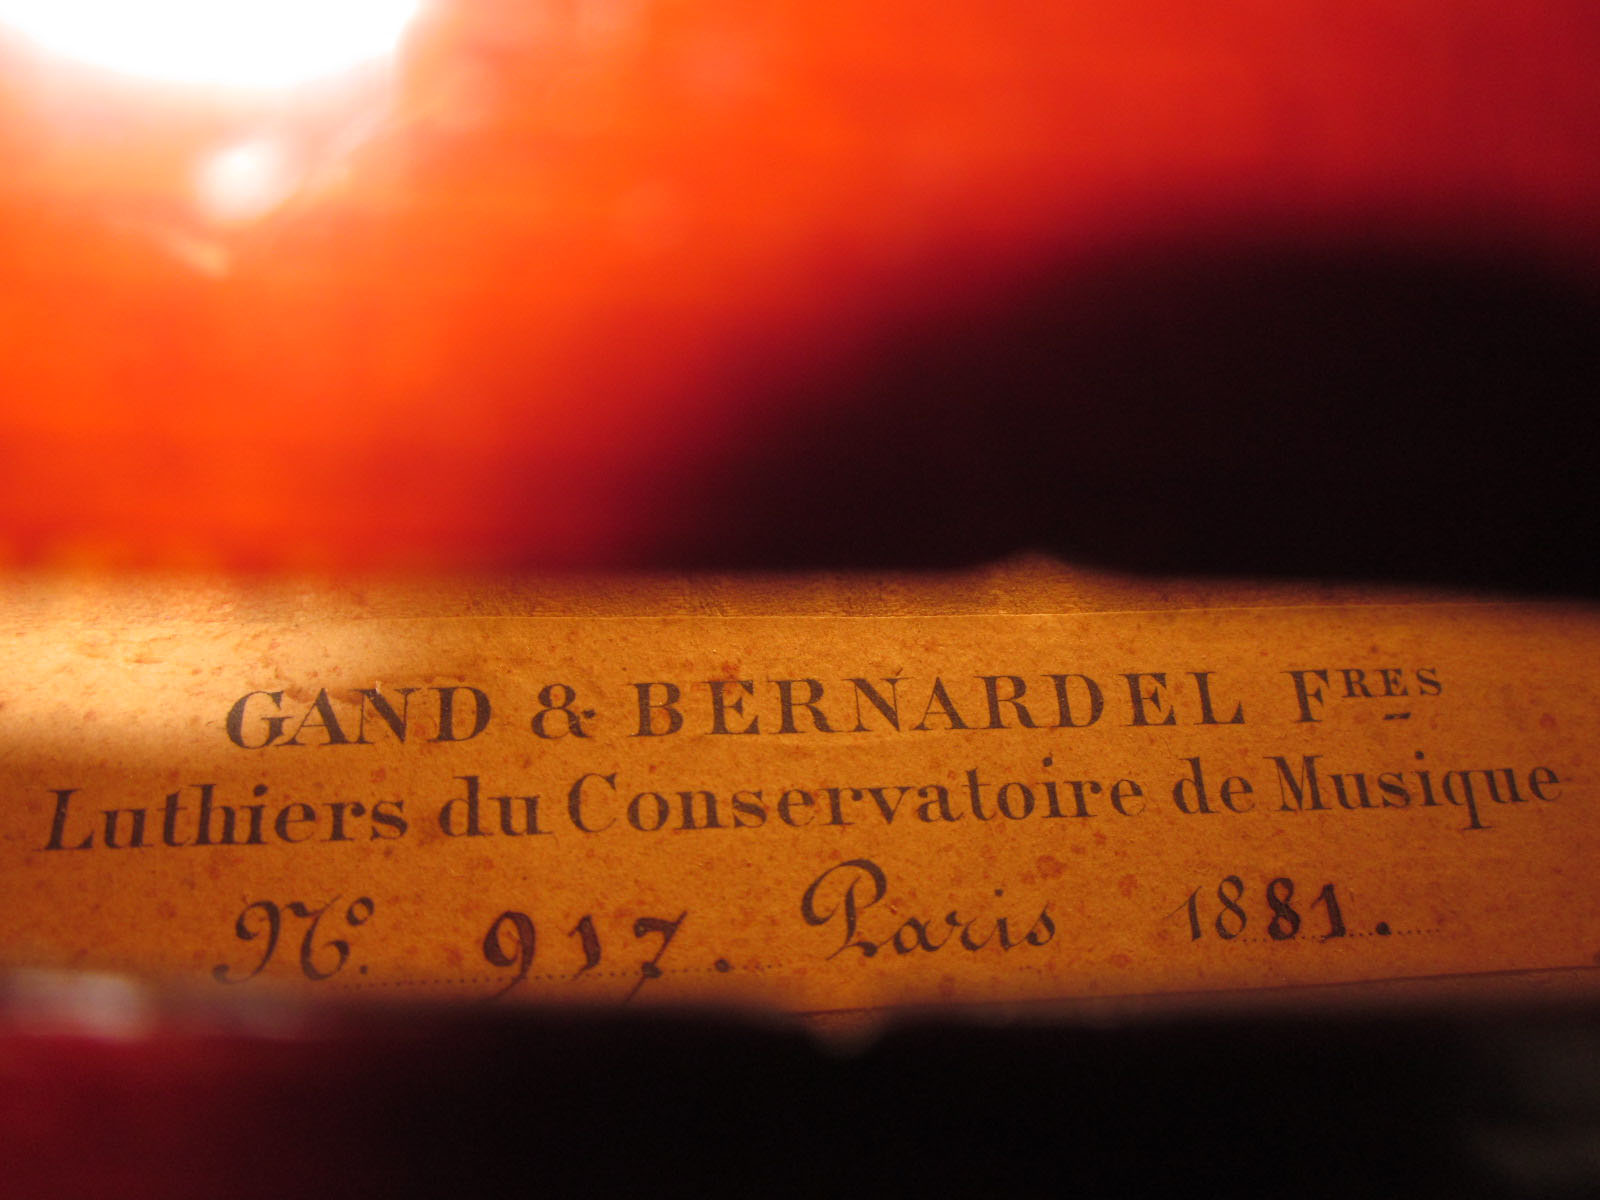 GAND & BERNARDEL FRES
Luthiers du Conservatoire de Musique
No. 917. Paris 1881.